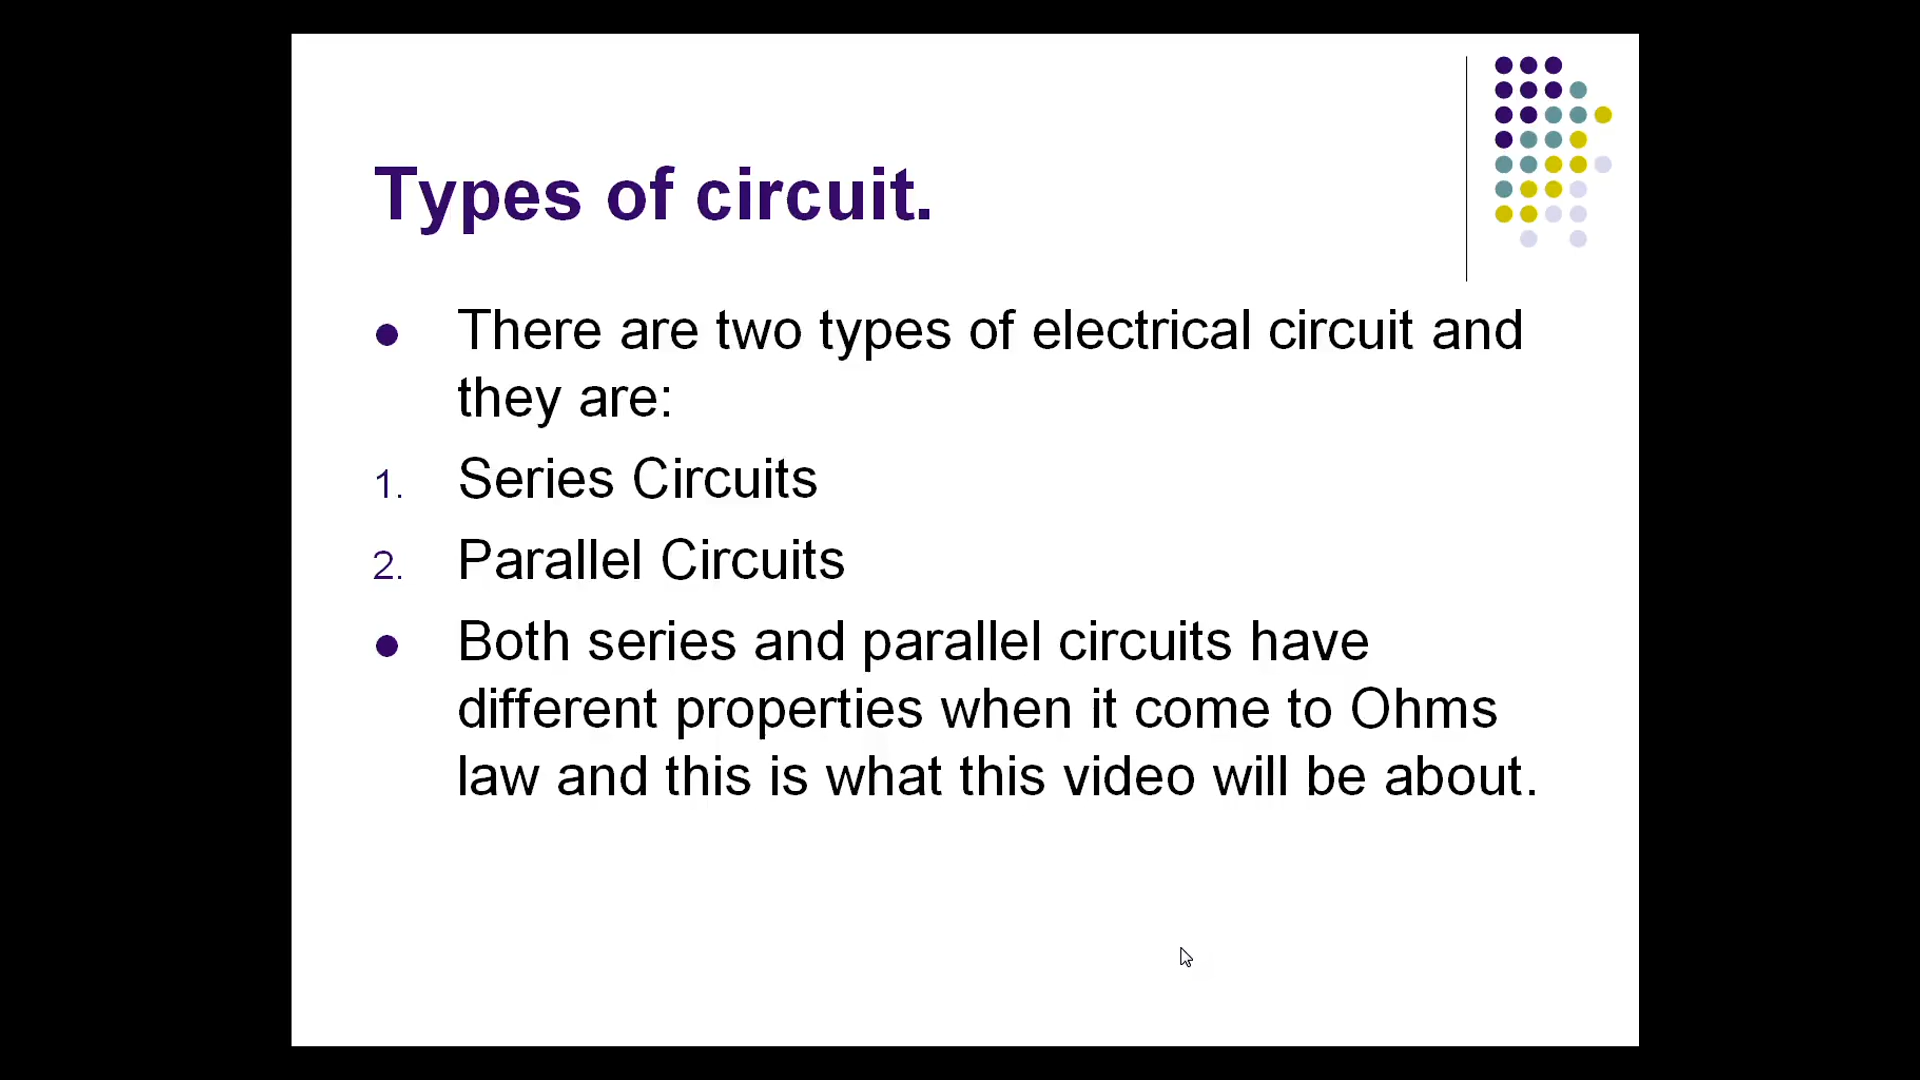 Types of circuit.
There are two types of electrical circuit and
they are:
1. Series Circuits
2. Parallel Circuits
Both series and parallel circuits have
different properties when it come to Ohms
law and this is what this video will be about.